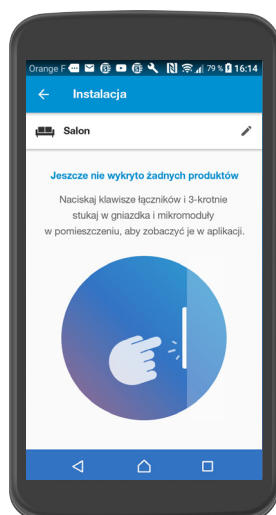 Orange F 79 % 16:14
Instalacja
Salon
Jeszcze nie wykryto żadnych produktów
Naciskaj klawisze łączników i 3-krotnie
stukaj w gniazdka i mikromoduły
w pomieszczeniu, aby zobaczyć je w aplikacji.